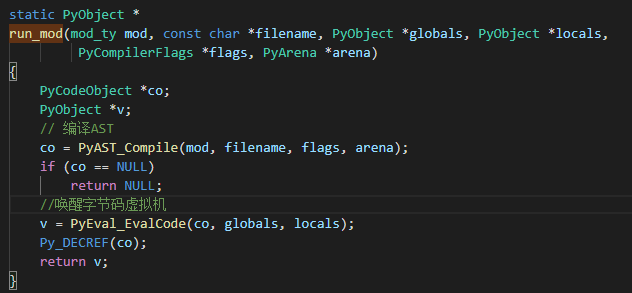 static PyObject *
run_mod(mod_ty mod, const char *filename, PyObject *globals, PyObject *locals,
        PyCompilerFlags *flags, PyArena *arena)
{
    PyCodeObject *co;
    PyObject *v;
    // 编译AST
    co = PyAST_Compile(mod, filename, flags, arena);
    if (co == NULL)
        return NULL;
    //唤醒字节码虚拟机
    v = PyEval_EvalCode(co, globals, locals);
    Py_DECREF(co);
    return v;
}